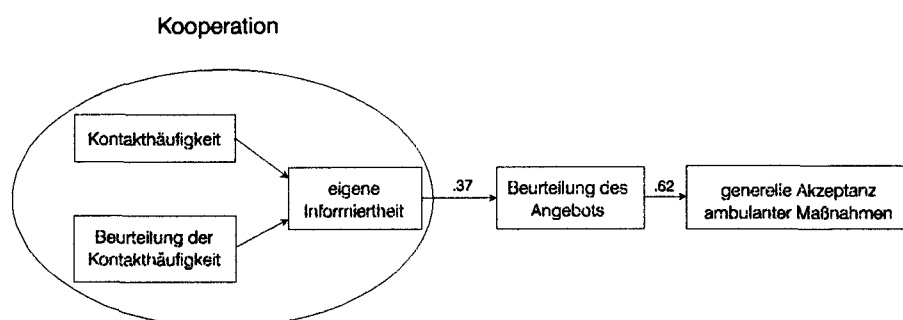 Kooperation
Kontakthäufigkeit
eigene
Informiertheit
.37
Beurteilung des
Angebots
.62
generelle Akzeptanz
ambulanter Maßnahmen
Beurteilung der
Kontakthäufigkeit